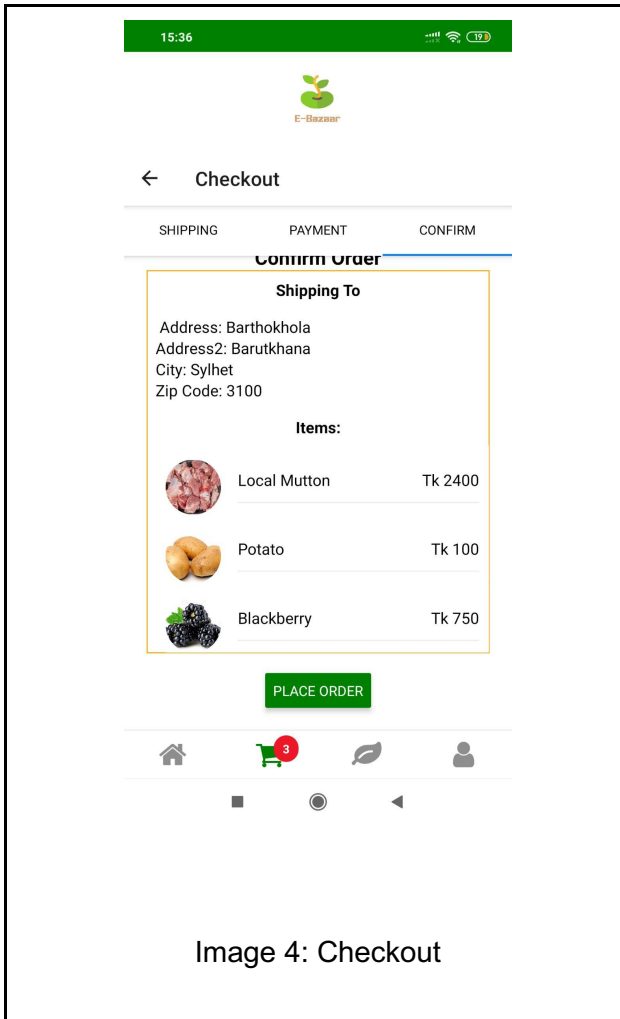 15:36
19
E-Bazaar
Checkout
SHIPPING PAYMENT CONFIRM
Confirm Order
Shipping To
Address: Barthokhola
Address2: Barutkhana
City: Sylhet
Zip Code: 3100
Items:
Local Mutton Tk 2400
Potato Tk 100
Blackberry Tk 750
PLACE ORDER
3
Image 4: Checkout